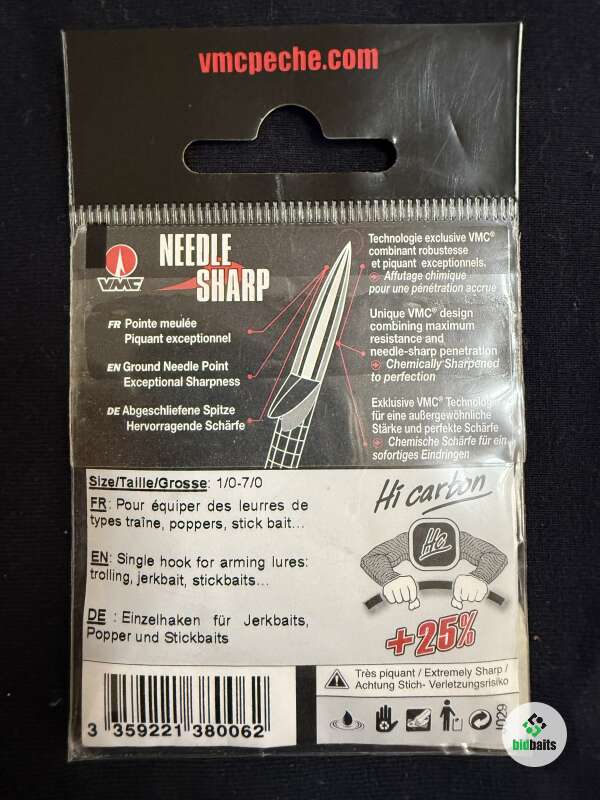 vmcpeche.com
VMC
NEEDLE
SHARP
FR Pointe meulée
Piquant exceptionnel
EN Ground Needle Point
Exceptional Sharpness
DE Abgeschliefene Spitze
Hervorragende Schärfe
Technologie exclusive VMC®
combinant robustesse
et piquant exceptionnels.
Affutage chimique
pour une pénétration accrue
Unique VMC® design
combining maximum
resistance and
needle-sharp penetration
Chemically Sharpened
to perfection
Exklusive VMC® Technologie
für eine außergewöhnliche
Stärke und perfekte Schärfe
Chemische Schärfe für ein
sofortiges Eindringen
Size/Taille/Grosse: 1/0-7/0
FR: Pour équiper des leurres de
types traîne, poppers, stick bait...
EN: Single hook for arming lures:
trolling, jerkbait, stickbaits...
DE : Einzelhaken für Jerkbaits,
Popper und Stickbaits
Hi carbon
Hc
+25%
Très piquant / Extremely Sharp /
Achtung Stich- Verletzungsrisiko
3 359221 380062
I029
bidbaits